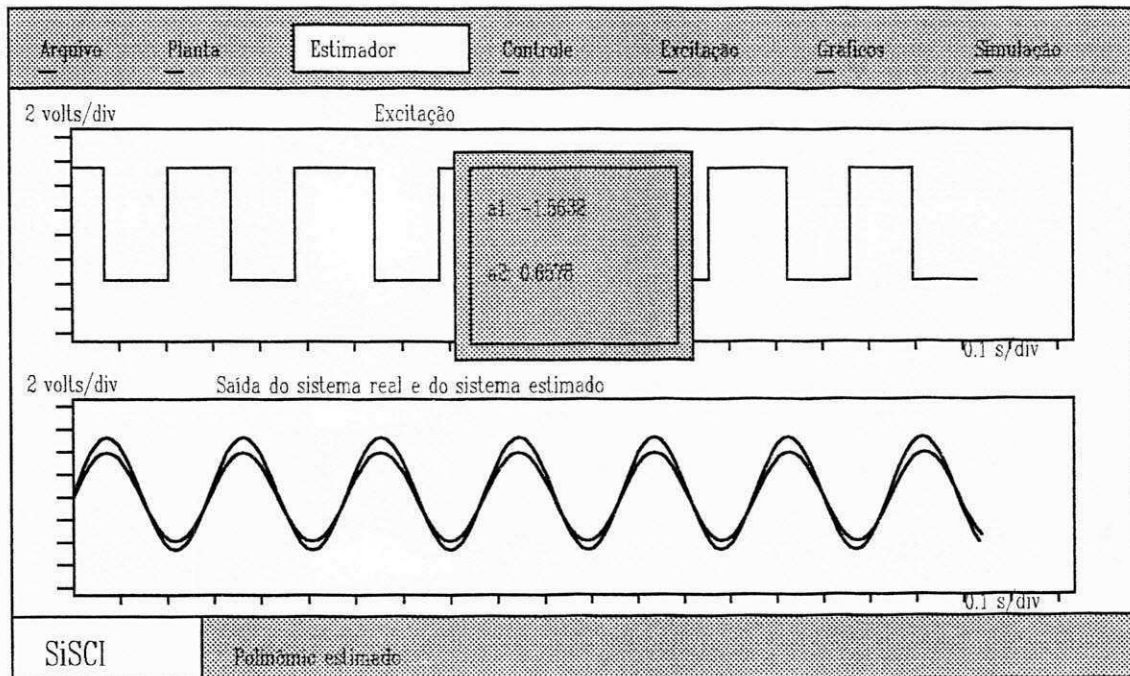 Arquivo Planta Estimador Controle Excitação Gráficos Simulação
2 volts/div Excitação
a1: -1.5632
a2: 0.6578
0.1 s/div
2 volts/div Saída do sistema real e do sistema estimado
0.1 s/div
SiSCI Polinômio estimado